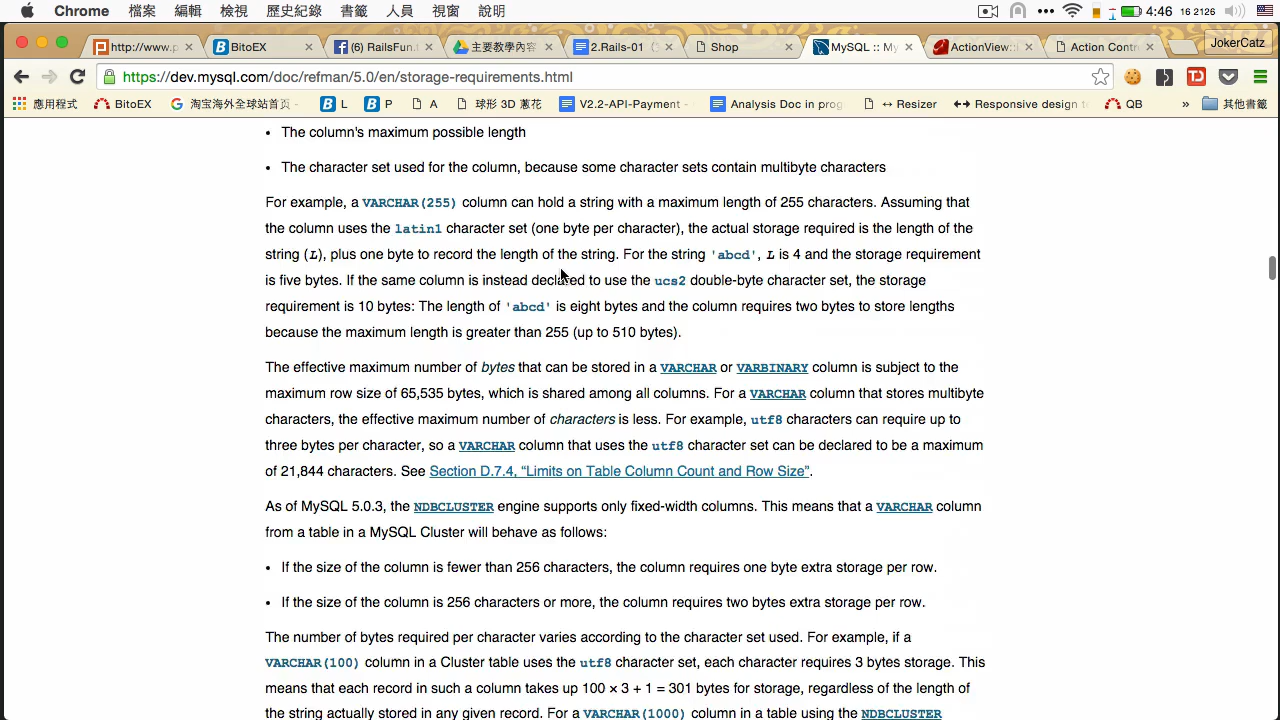 Chrome 檔案 編輯 檢視 歷史紀錄 書籤 人員 視窗 說明 4:46 16 2126
http://www.p BitoEX (6) RailsFun. 主要教學內容 2.Rails-01 Shop MySQL :: My ActionView:: Action Contr JokerCatz
https://dev.mysql.com/doc/refman/5.0/en/storage-requirements.html
應用程式 BitoEX 淘宝海外全球站首页 - L P A 球形 3D 蔥花 V2.2-API-Payment - Analysis Doc in prog ↔ Resizer Responsive design t QB » 其他書籤
• The column's maximum possible length
• The character set used for the column, because some character sets contain multibyte characters
For example, a VARCHAR(255) column can hold a string with a maximum length of 255 characters. Assuming that
the column uses the latin1 character set (one byte per character), the actual storage required is the length of the
string (L), plus one byte to record the length of the string. For the string 'abcd', L is 4 and the storage requirement
is five bytes. If the same column is instead declared to use the ucs2 double-byte character set, the storage
requirement is 10 bytes: The length of 'abcd' is eight bytes and the column requires two bytes to store lengths
because the maximum length is greater than 255 (up to 510 bytes).
The effective maximum number of bytes that can be stored in a VARCHAR or VARBINARY column is subject to the
maximum row size of 65,535 bytes, which is shared among all columns. For a VARCHAR column that stores multibyte
characters, the effective maximum number of characters is less. For example, utf8 characters can require up to
three bytes per character, so a VARCHAR column that uses the utf8 character set can be declared to be a maximum
of 21,844 characters. See Section D.7.4, “Limits on Table Column Count and Row Size”.
As of MySQL 5.0.3, the NDBCLUSTER engine supports only fixed-width columns. This means that a VARCHAR column
from a table in a MySQL Cluster will behave as follows:
• If the size of the column is fewer than 256 characters, the column requires one byte extra storage per row.
• If the size of the column is 256 characters or more, the column requires two bytes extra storage per row.
The number of bytes required per character varies according to the character set used. For example, if a
VARCHAR(100) column in a Cluster table uses the utf8 character set, each character requires 3 bytes storage. This
means that each record in such a column takes up 100 × 3 + 1 = 301 bytes for storage, regardless of the length of
the string actually stored in any given record. For a VARCHAR(1000) column in a table using the NDBCLUSTER